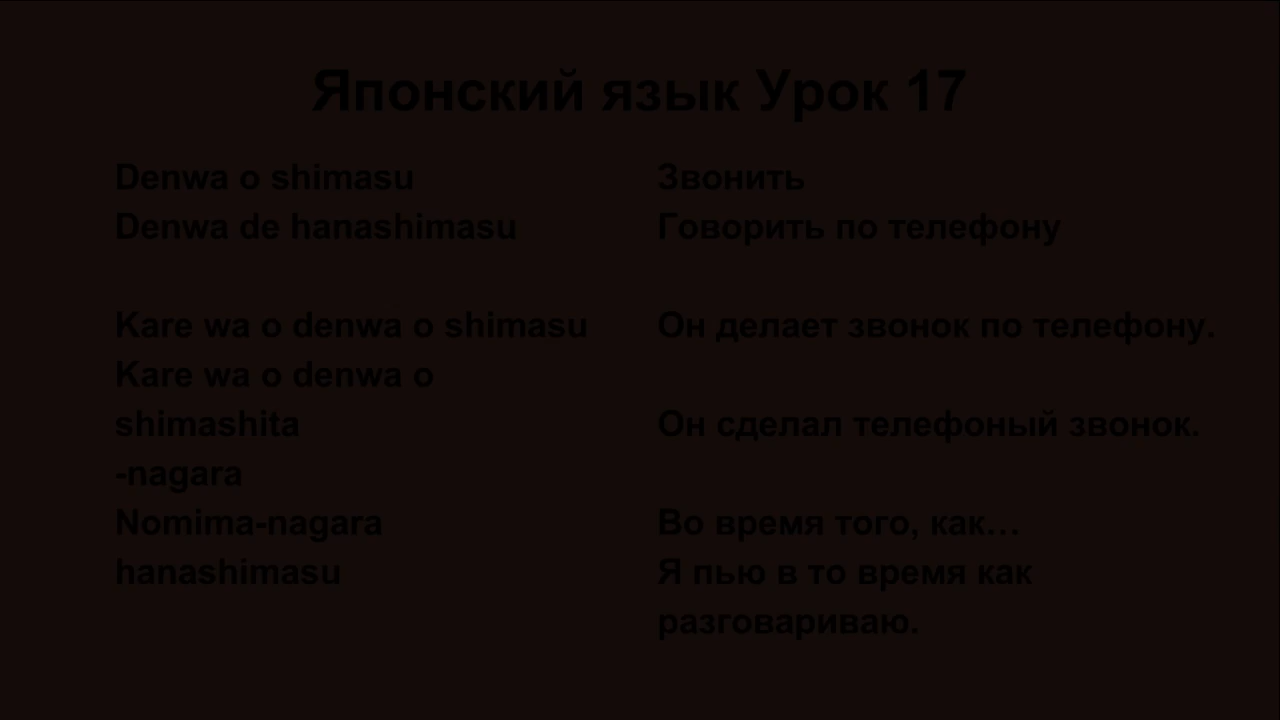 Японский язык Урок 17
Denwa o shimasu
Denwa de hanashimasu
Kare wa o denwa o shimasu
Kare wa o denwa o
shimashita
-nagara
Nomima-nagara
hanashimasu
Звонить
Говорить по телефону
Он делает звонок по телефону.
Он сделал телефоный звонок.
Во время того, как…
Я пью в то время как
разговариваю.